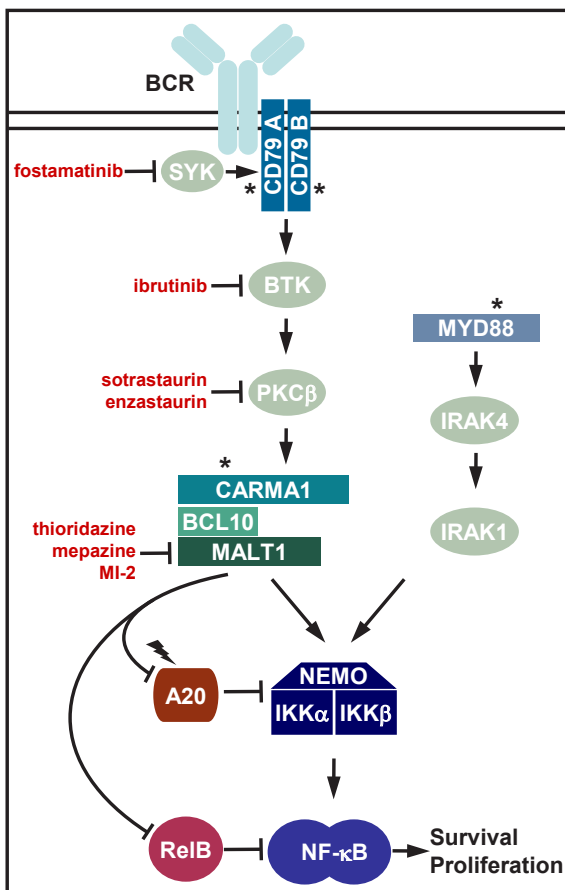 BCR
CD79 A
CD79 B
fostamatinib
SYK
*
*
ibrutinib
BTK
*
MYD88
sotrastaurin
enzastaurin
PKCβ
IRAK4
*
CARMA1
BCL10
MALT1
thioridazine
mepazine
MI-2
IRAK1
A20
NEMO
IKKα
IKKβ
RelB
NF-κB
Survival
Proliferation